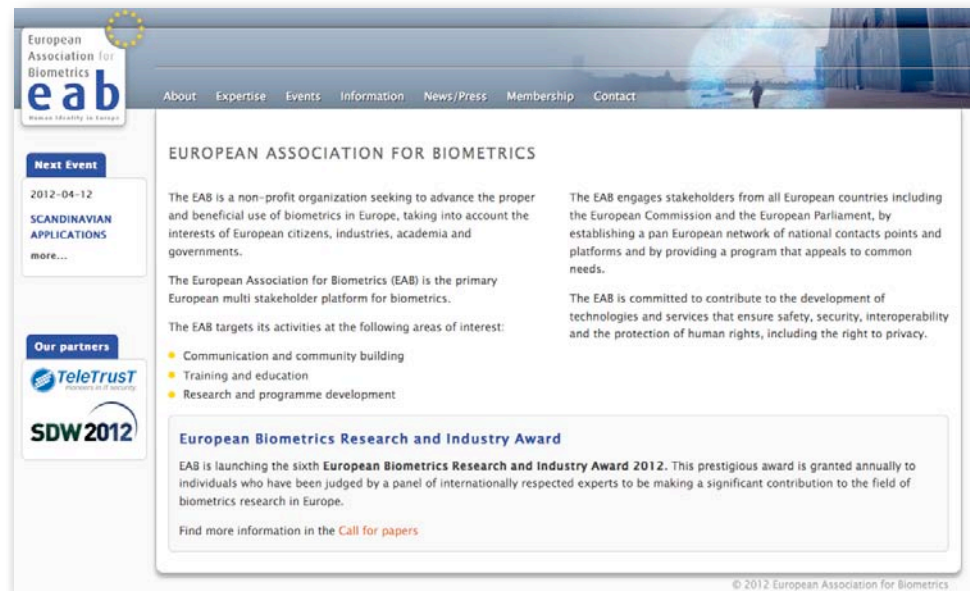 European
Association for
Biometrics
eab
Human Identity in Europe
About Expertise Events Information News/Press Membership Contact
Next Event
2012-04-12
SCANDINAVIAN
APPLICATIONS
more...
Our partners
TeleTrusT
Pioneers in IT security.
SDW2012
EUROPEAN ASSOCIATION FOR BIOMETRICS
The EAB is a non-profit organization seeking to advance the proper
and beneficial use of biometrics in Europe, taking into account the
interests of European citizens, industries, academia and
governments.
The European Association for Biometrics (EAB) is the primary
European multi stakeholder platform for biometrics.
The EAB targets its activities at the following areas of interest:
Communication and community building
Training and education
Research and programme development
The EAB engages stakeholders from all European countries including
the European Commission and the European Parliament, by
establishing a pan European network of national contacts points and
platforms and by providing a program that appeals to common
needs.
The EAB is committed to contribute to the development of
technologies and services that ensure safety, security, interoperability
and the protection of human rights, including the right to privacy.
European Biometrics Research and Industry Award
EAB is launching the sixth European Biometrics Research and Industry Award 2012. This prestigious award is granted annually to
individuals who have been judged by a panel of internationally respected experts to be making a significant contribution to the field of
biometrics research in Europe.
Find more information in the Call for papers
© 2012 European Association for Biometrics